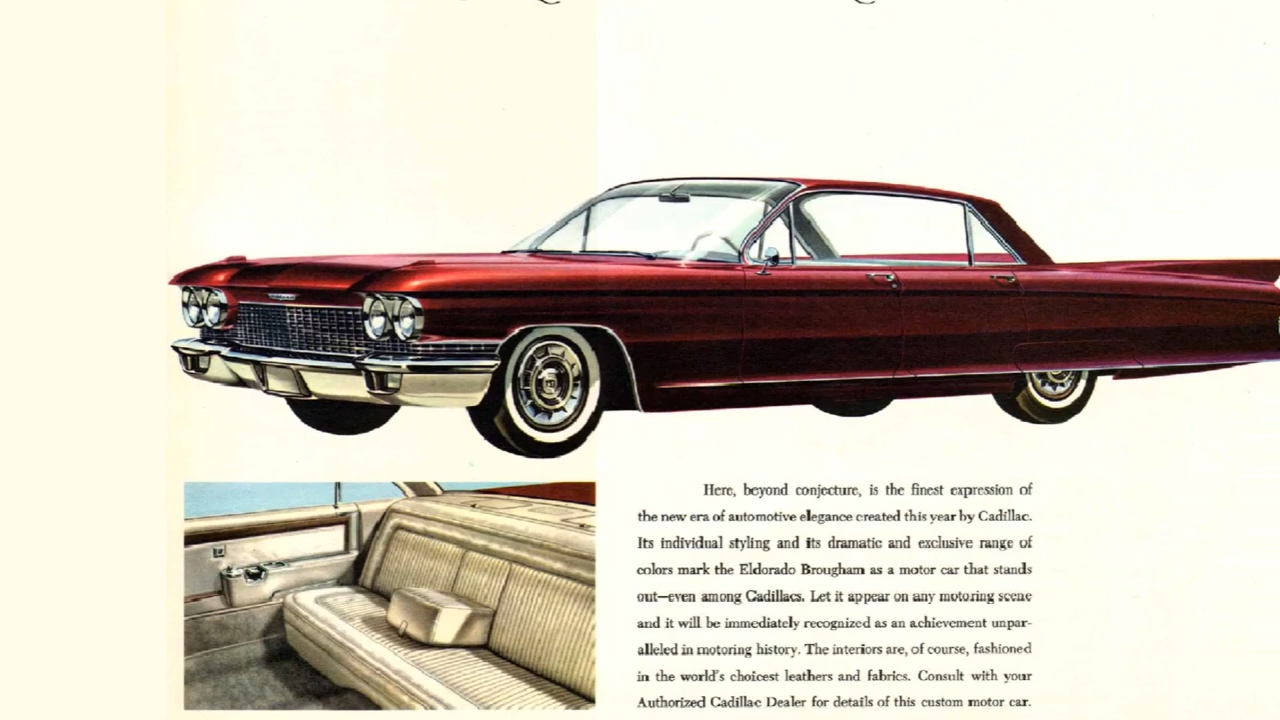 Here, beyond conjecture, is the finest expression of
the new era of automotive elegance created this year by Cadillac.
Its individual styling and its dramatic and exclusive range of
colors mark the Eldorado Brougham as a motor car that stands
out—even among Cadillacs. Let it appear on any motoring scene
and it will be immediately recognized as an achievement unpar-
alleled in motoring history. The interiors are, of course, fashioned
in the world's choicest leathers and fabrics. Consult with your
Authorized Cadillac Dealer for details of this custom motor car.